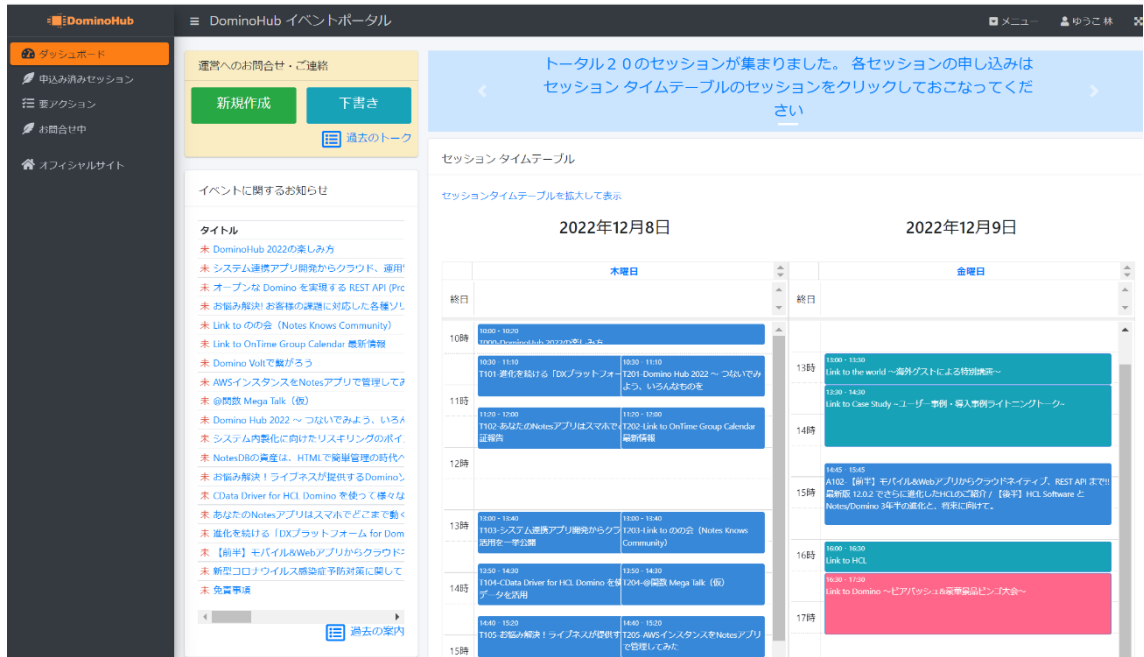 DominoHub
DominoHub イベントポータル
メニュー
ゆうこ 林
ダッシュボード
申込み済みセッション
要アクション
お問合せ中
オフィシャルサイト
運営へのお問合せ・ご連絡
新規作成
下書き
過去のトーク
イベントに関するお知らせ
タイトル
未 DominoHub 2022の楽しみ方
未 システム連携アプリ開発からクラウド、運用
未 オープンな Domino を実現する REST API (Pro
未 お悩み解決! お客様の課題に対応した各種ソリ
未 Link to のの会（Notes Knows Community）
未 Link to OnTime Group Calendar 最新情報
未 Domino Voltで繋がろう
未 AWSインスタンスをNotesアプリで管理してみ
未 @関数 Mega Talk（仮）
未 Domino Hub 2022 ～ つないでみよう、いろん
未 システム内製化に向けたリスキリングのポイ
未 NotesDBの資産は、HTMLで簡単管理の時代へ
未 お悩み解決！ライブネスが提供するDominoソ
未 CData Driver for HCL Domino を使って様々な
未 あなたのNotesアプリはスマホでどこまで動く
未 進化を続ける「DXプラットフォーム for Dom
未 【前半】モバイル&Webアプリからクラウドネ
未 新型コロナウイルス感染症予防対策に関して
未 免責事項
過去の案内
トータル２０のセッションが集まりました。 各セッションの申し込みは
セッション タイムテーブルのセッションをクリックしておこなってくだ
さい
セッション タイムテーブル
セッションタイムテーブルを拡大して表示
2022年12月8日
木曜日
終日
10時
10:00 - 10:20
T000-DominoHub 2022の楽しみ方
10:30 - 11:10
T101-進化を続ける「DXプラットフォー
10:30 - 11:10
T201-Domino Hub 2022 ～ つないでみ
よう、いろんなものを
11時
11:20 - 12:00
T102-あなたのNotesアプリはスマホで
証報告
11:20 - 12:00
T202-Link to OnTime Group Calendar
最新情報
12時
13時
13:00 - 13:40
T103-システム連携アプリ開発からクラ
活用を一挙公開
13:00 - 13:40
T203-Link to のの会（Notes Knows
Community）
13:50 - 14:30
T104-CData Driver for HCL Domino を使
データを活用
13:50 - 14:30
T204-@関数 Mega Talk（仮）
14時
14:40 - 15:20
T105-お悩み解決！ライブネスが提供す
14:40 - 15:20
T205-AWSインスタンスをNotesアプリ
で管理してみた
15時
2022年12月9日
金曜日
終日
13時
13:00 - 13:30
Link to the world ～海外ゲストによる特別講演～
13:30 - 14:30
Link to Case Study ～ユーザー事例・導入事例ライトニングトーク～
14時
14:45 - 15:45
A102-【前半】モバイル&Webアプリからクラウドネイティブ、REST API まで!!
最新版 12.0.2 でさらに進化したHCLのご紹介 /【後半】HCL Software と
Notes/Domino 3年半の進化と、将来に向けて。
15時
16時
16:00 - 16:30
Link to HCL
16:30 - 17:30
Link to Domino ～ピアパッシュ&豪華景品ビンゴ大会～
17時